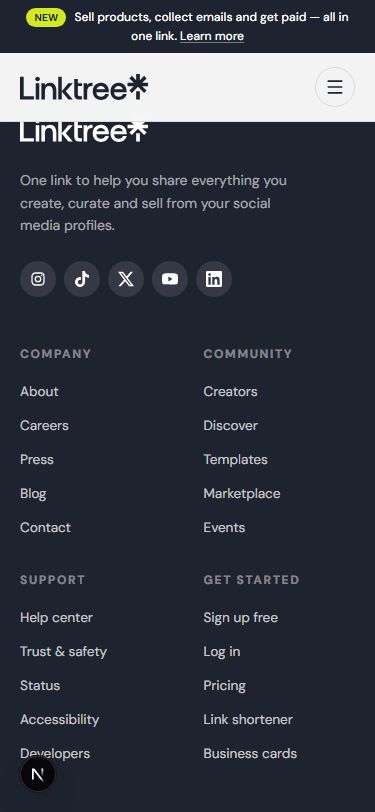 NEW Sell products, collect emails and get paid — all in
one link. Learn more
Linktree
Linktree
One link to help you share everything you
create, curate and sell from your social
media profiles.
COMPANY
About
Careers
Press
Blog
Contact
COMMUNITY
Creators
Discover
Templates
Marketplace
Events
SUPPORT
Help center
Trust & safety
Status
Accessibility
Developers
GET STARTED
Sign up free
Log in
Pricing
Link shortener
Business cards
N